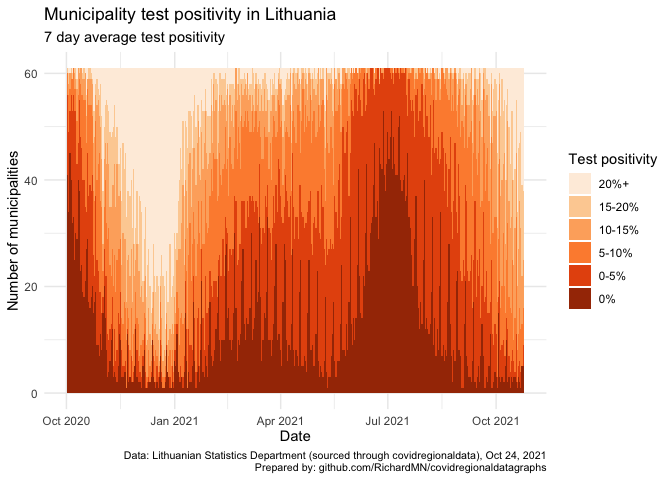 Municipality test positivity in Lithuania
7 day average test positivity
Number of municipalities
60
40
20
0
Oct 2020
Jan 2021
Apr 2021
Jul 2021
Oct 2021
Date
Test positivity
20%+
15-20%
10-15%
5-10%
0-5%
0%
Data: Lithuanian Statistics Department (sourced through covidregionaldata), Oct 24, 2021
Prepared by: github.com/RichardMN/covidregionaldatagraphs